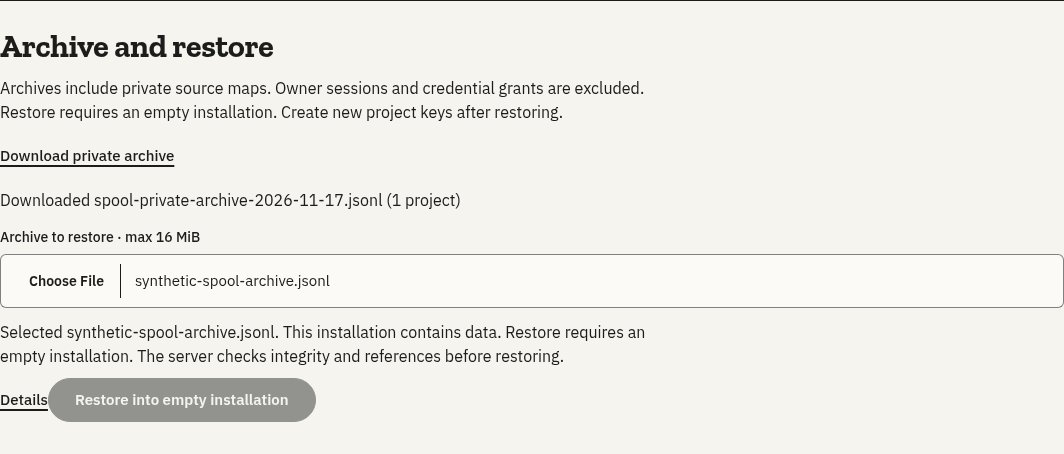 Archive and restore
Archives include private source maps. Owner sessions and credential grants are excluded.
Restore requires an empty installation. Create new project keys after restoring.
Download private archive
Downloaded spool-private-archive-2026-11-17.jsonl (1 project)
Archive to restore · max 16 MiB
Choose File synthetic-spool-archive.jsonl
Selected synthetic-spool-archive.jsonl. This installation contains data. Restore requires an
empty installation. The server checks integrity and references before restoring.
Details Restore into empty installation